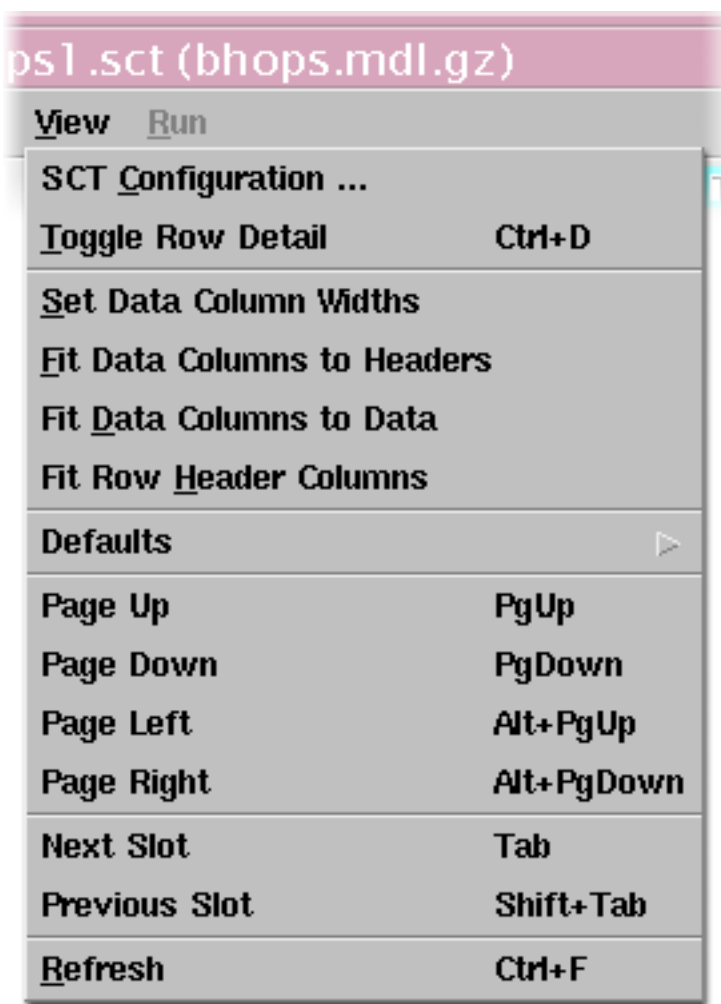 ps1.sct (bhops.mdl.gz)
View Run
SCT Configuration ...
Toggle Row Detail Ctrl+D
Set Data Column Widths
Fit Data Columns to Headers
Fit Data Columns to Data
Fit Row Header Columns
Defaults
Page Up PgUp
Page Down PgDown
Page Left Alt+PgUp
Page Right Alt+PgDown
Next Slot Tab
Previous Slot Shift+Tab
Refresh Ctrl+F